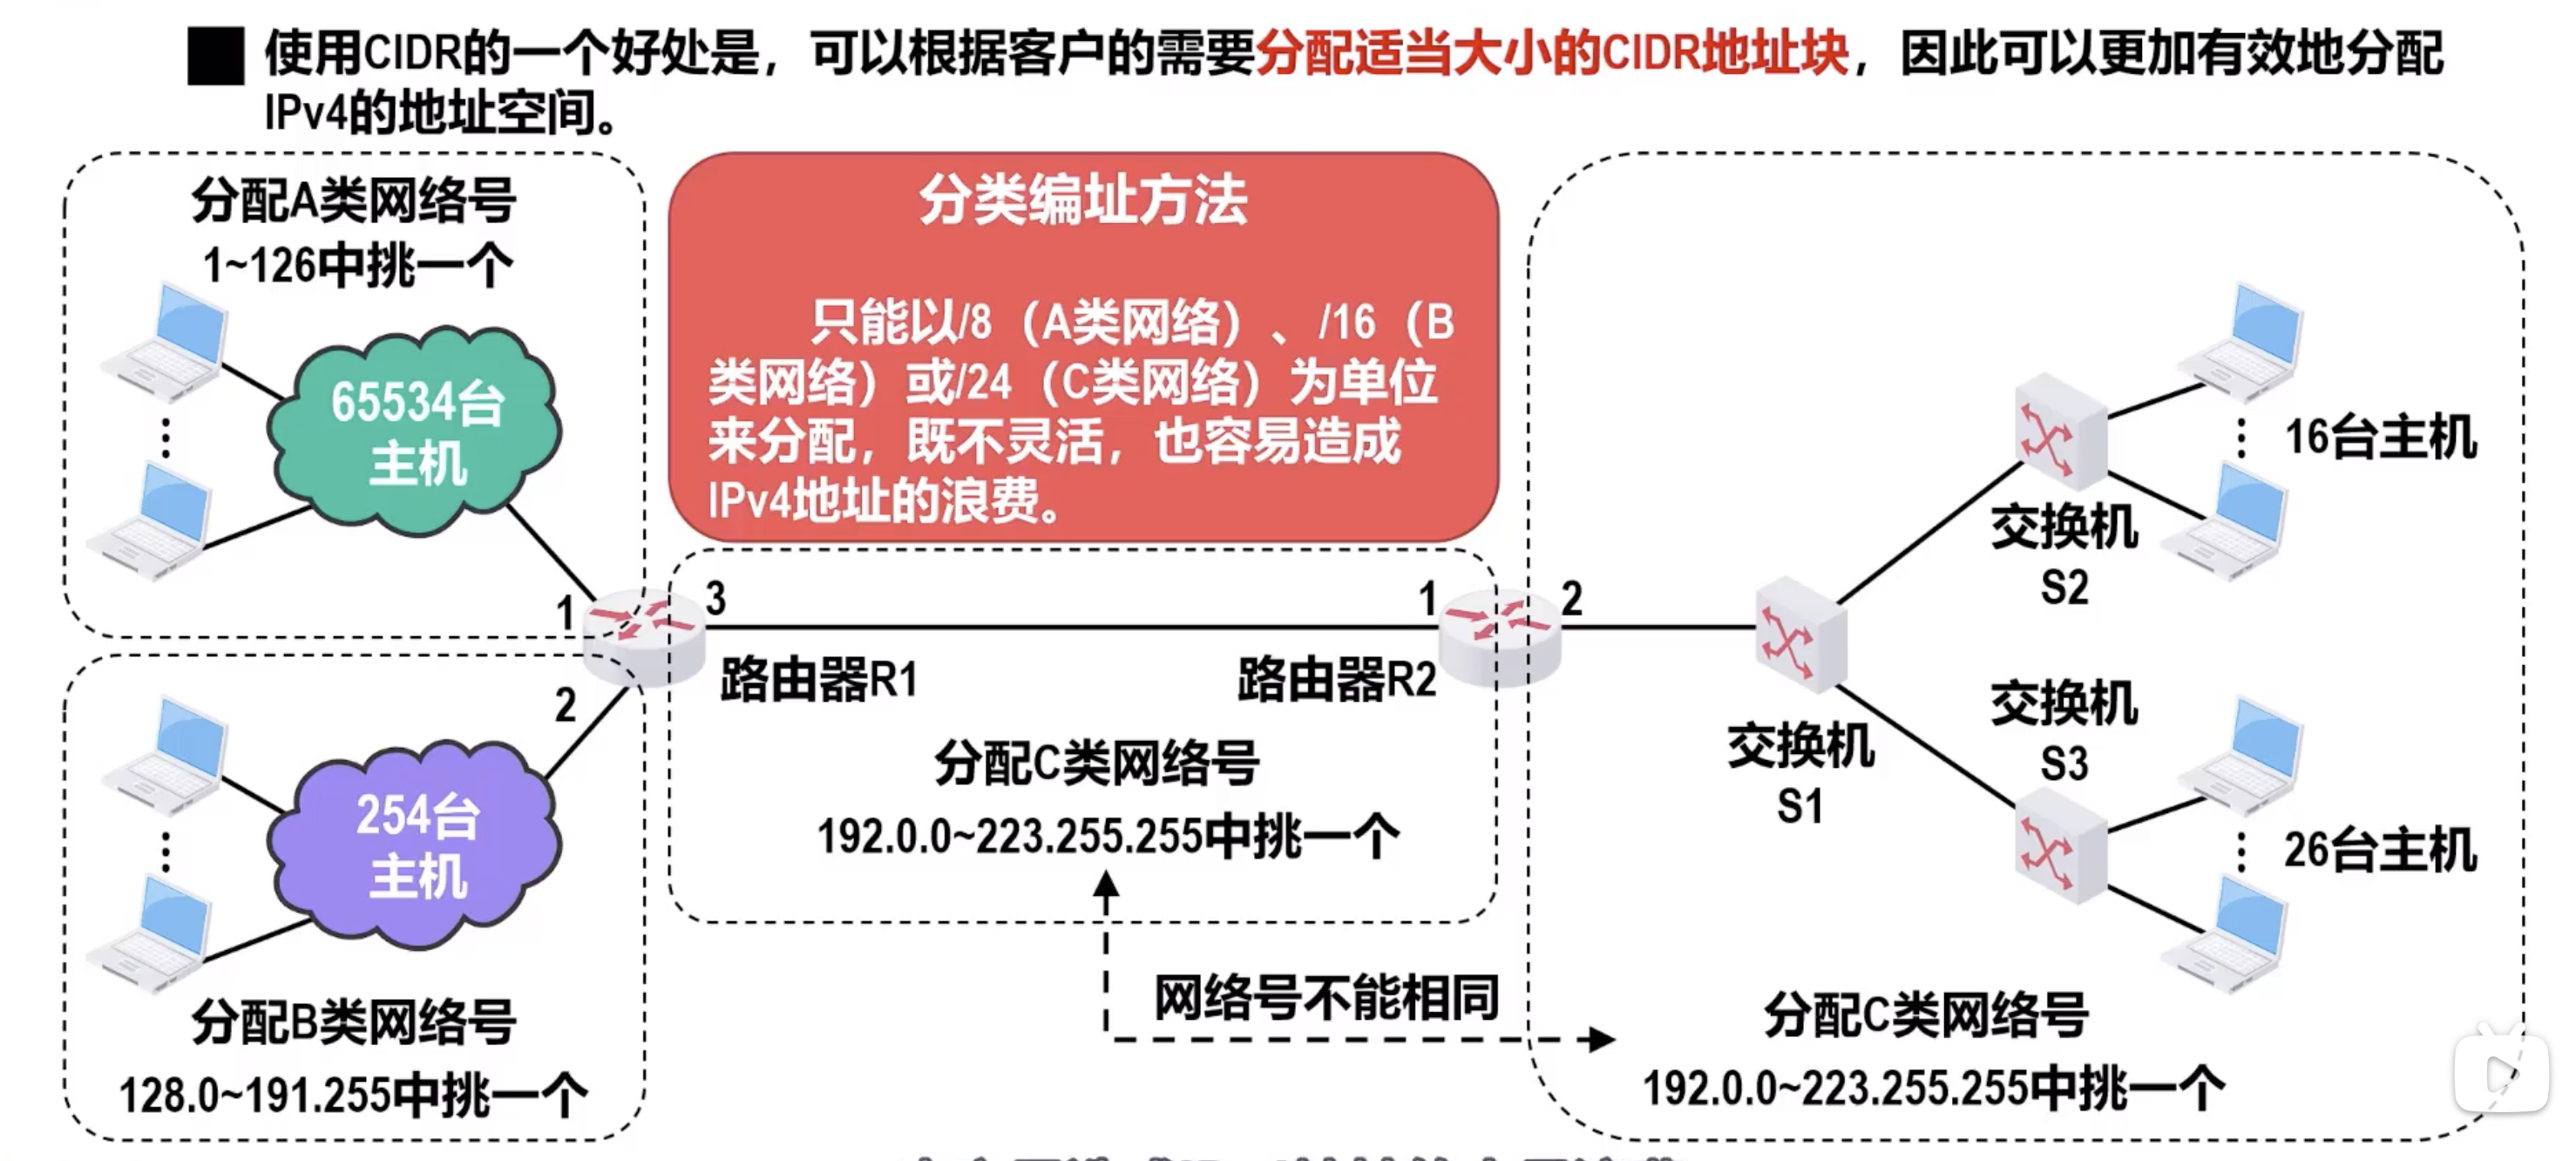 使用CIDR的一个好处是，可以根据客户的需要分配适当大小的CIDR地址块，因此可以更加有效地分配
IPv4的地址空间。
分配A类网络号
1~126中挑一个
65534台
主机
分类编址方法
只能以/8（A类网络）、/16（B
类网络）或/24（C类网络）为单位
来分配，既不灵活，也容易造成
IPv4地址的浪费。
1
3
2
路由器R1
1
2
路由器R2
254台
主机
分配B类网络号
128.0~191.255中挑一个
分配C类网络号
192.0.0~223.255.255中挑一个
网络号不能相同
交换机
S1
交换机
S2
16台主机
交换机
S3
26台主机
分配C类网络号
192.0.0~223.255.255中挑一个